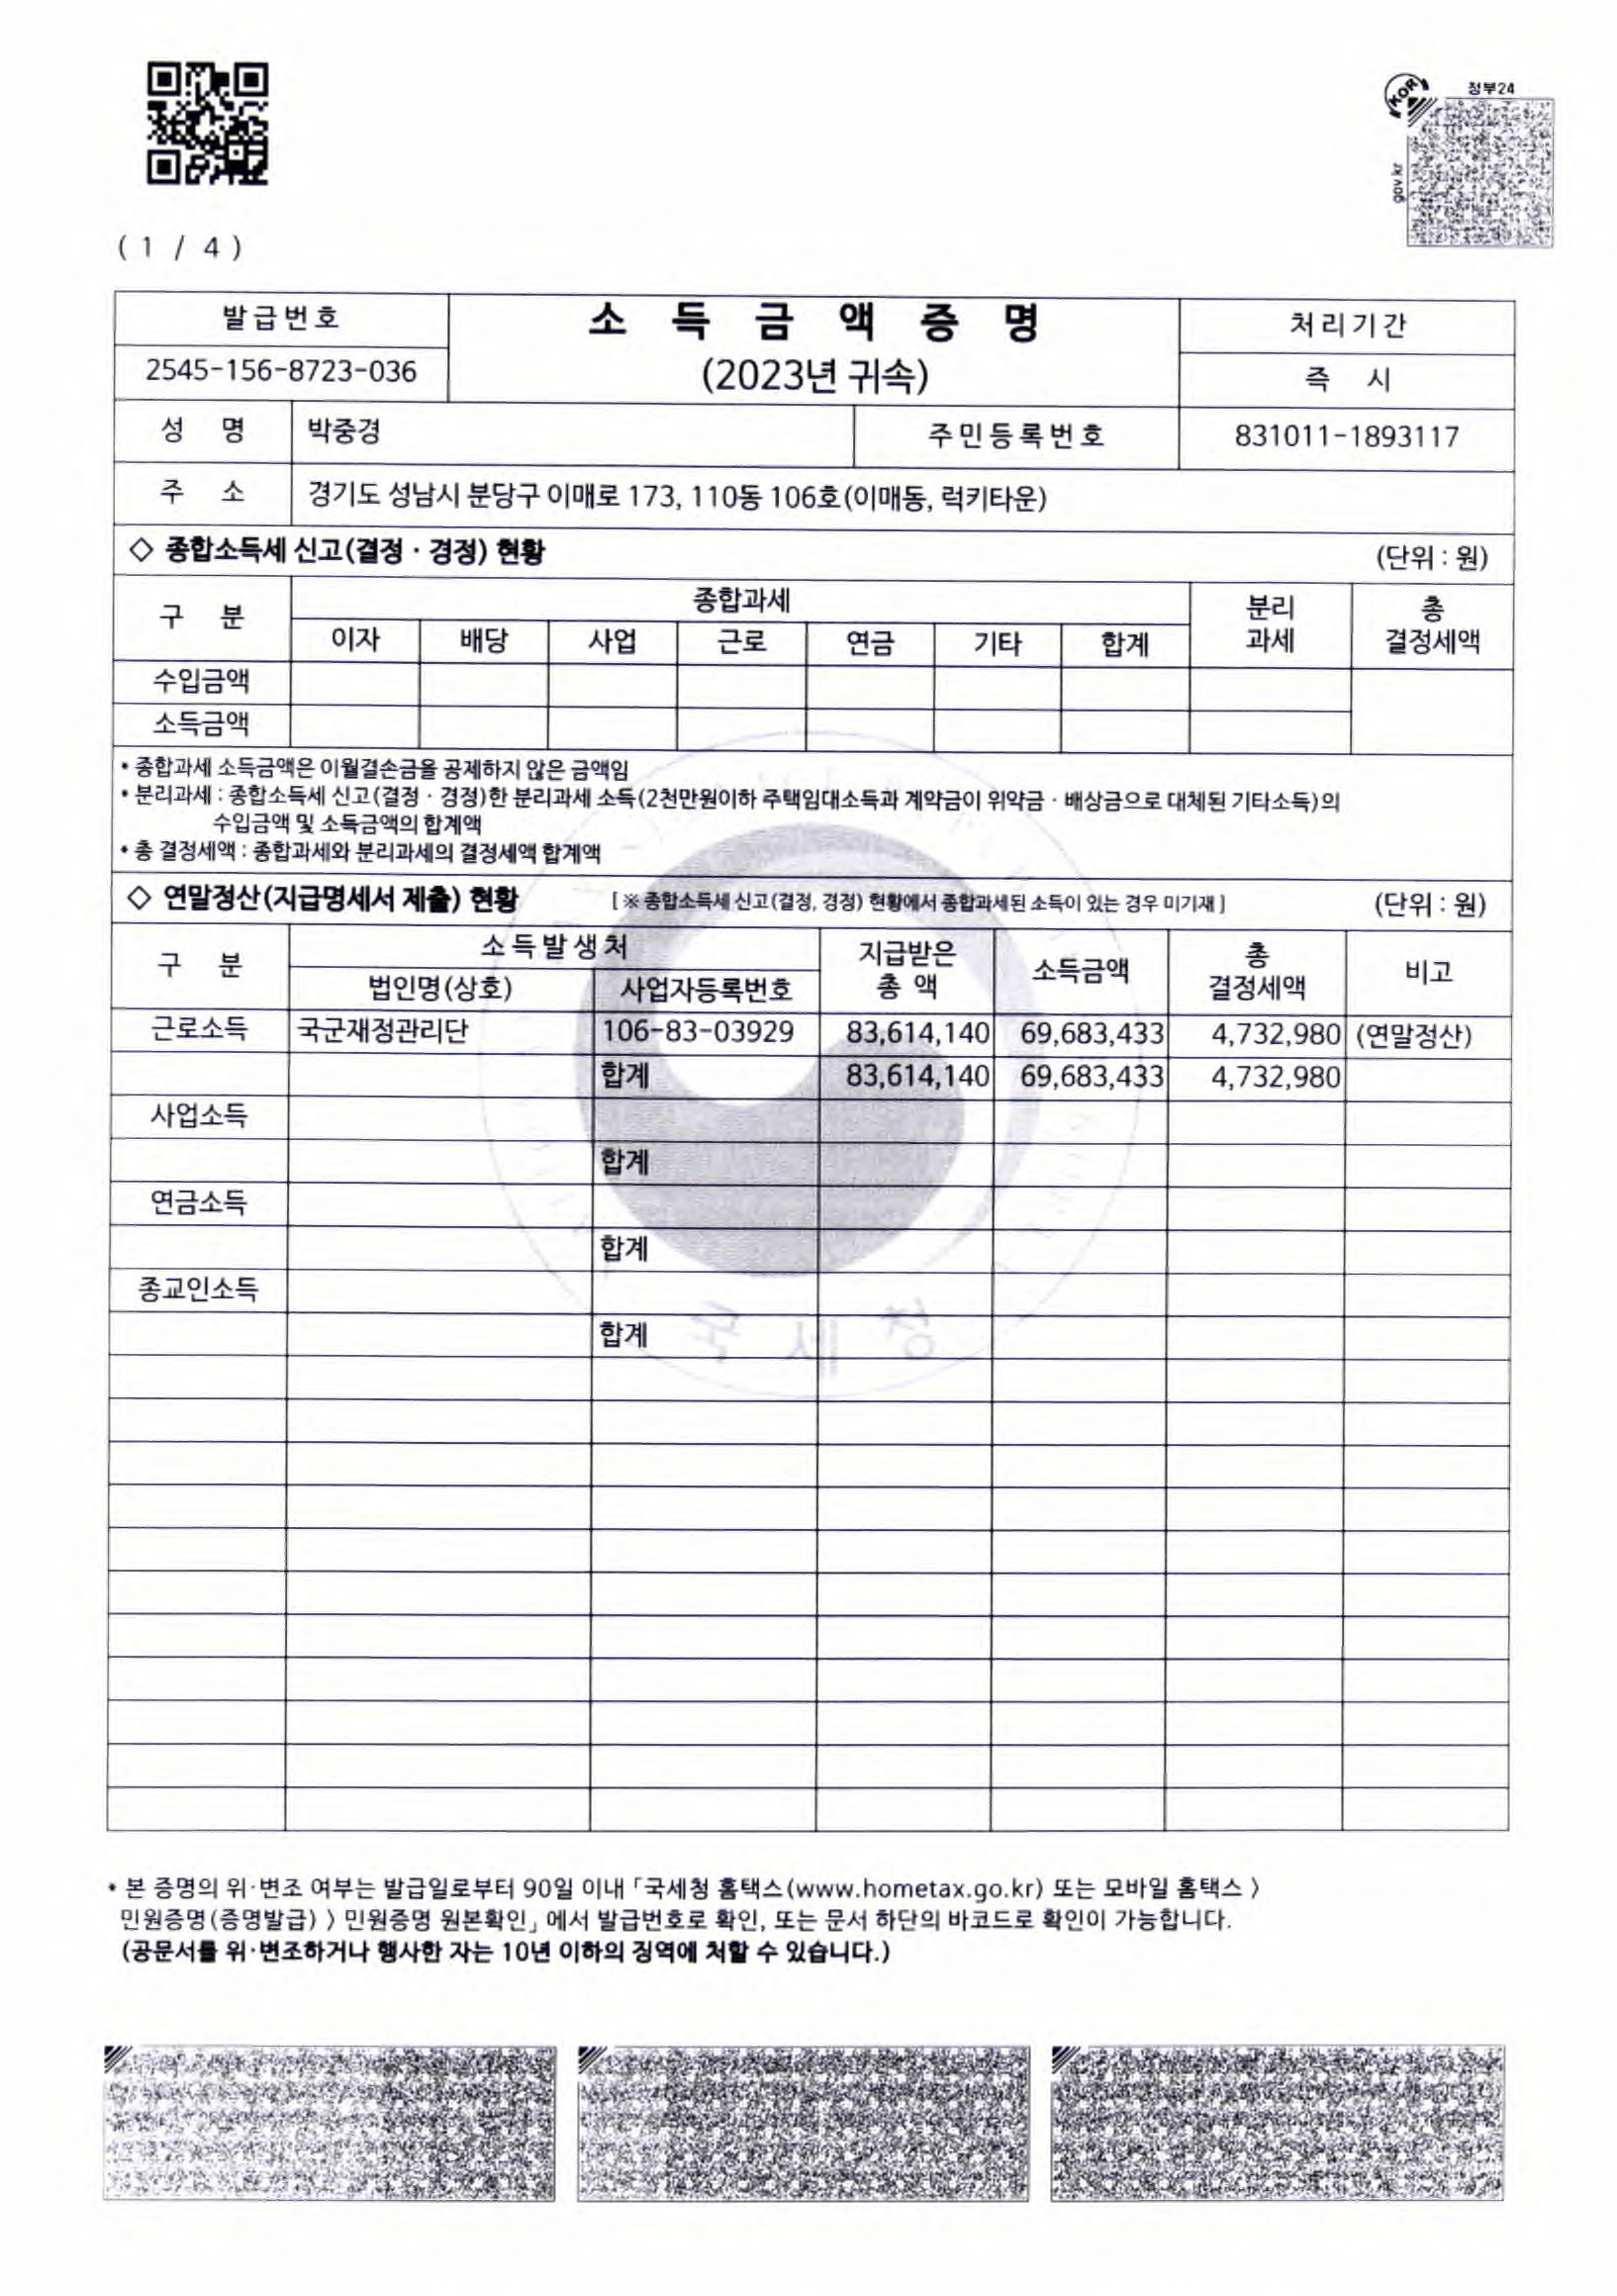 정부24
gov.kr
( 1 / 4 )
발급번호
소 득 금 액 증 명
처리기간
2545-156-8723-036
(2023년 귀속)
즉 시
성 명 박중경 주민등록번호 831011-1893117
주 소 경기도 성남시 분당구 이매로 173, 110동 106호(이매동, 럭키타운)
◇ 종합소득세 신고(결정 · 경정) 현황 (단위 : 원)
구 분 종합과세 분리 과세 총 결정세액
이자 배당 사업 근로 연금 기타 합계
수입금액
소득금액
* 종합과세 소득금액은 이월결손금을 공제하지 않은 금액임
* 분리과세 : 종합소득세 신고(결정 · 경정)한 분리과세 소득(2천만원이하 주택임대소득과 계약금이 위약금 · 배상금으로 대체된 기타소득)의
수입금액 및 소득금액의 합계액
* 총 결정세액 : 종합과세와 분리과세의 결정세액 합계액
◇ 연말정산(지급명세서 제출) 현황 [ ※ 종합소득세 신고(결정, 경정) 현황에서 종합과세된 소득이 있는 경우 미기재 ] (단위 : 원)
구 분 소득발생처 지급받은 총 액 소득금액 총 결정세액 비고
법인명(상호) 사업자등록번호
근로소득 국군재정관리단 106-83-03929 83,614,140 69,683,433 4,732,980 (연말정산)
합계 83,614,140 69,683,433 4,732,980
사업소득
합계
연금소득
합계
종교인소득
합계
국세청
* 본 증명의 위·변조 여부는 발급일로부터 90일 이내 「국세청 홈택스(www.hometax.go.kr) 또는 모바일 홈택스 〉
민원증명(증명발급) 〉 민원증명 원본확인」 에서 발급번호로 확인, 또는 문서 하단의 바코드로 확인이 가능합니다.
(공문서를 위·변조하거나 행사한 자는 10년 이하의 징역에 처할 수 있습니다.)